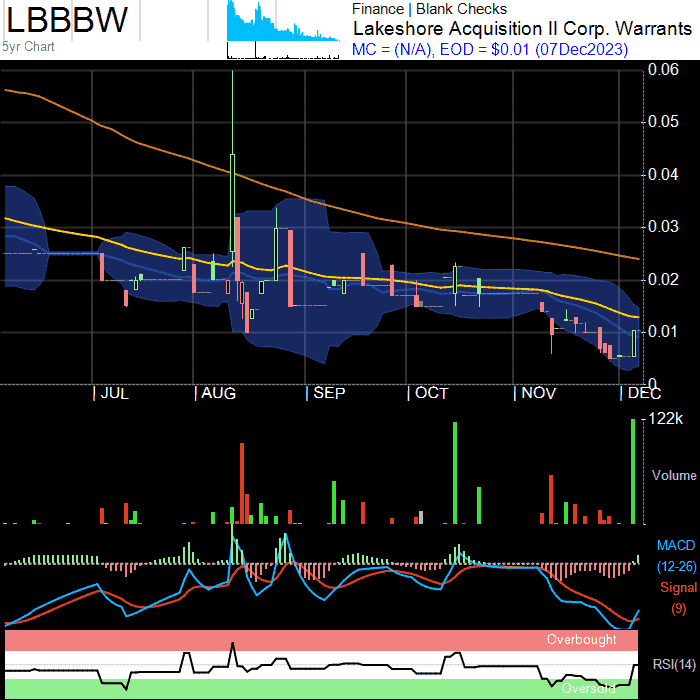 LBBBW
5yr Chart
Finance | Blank Checks
Lakeshore Acquisition II Corp. Warrants
MC = (N/A), EOD = $0.01 (07Dec2023)
0.06
0.05
0.04
0.03
0.02
0.01
0
JUL AUG SEP OCT NOV DEC
122k
Volume
MACD
(12-26)
Signal
(9)
Overbought
RSI(14)
Oversold